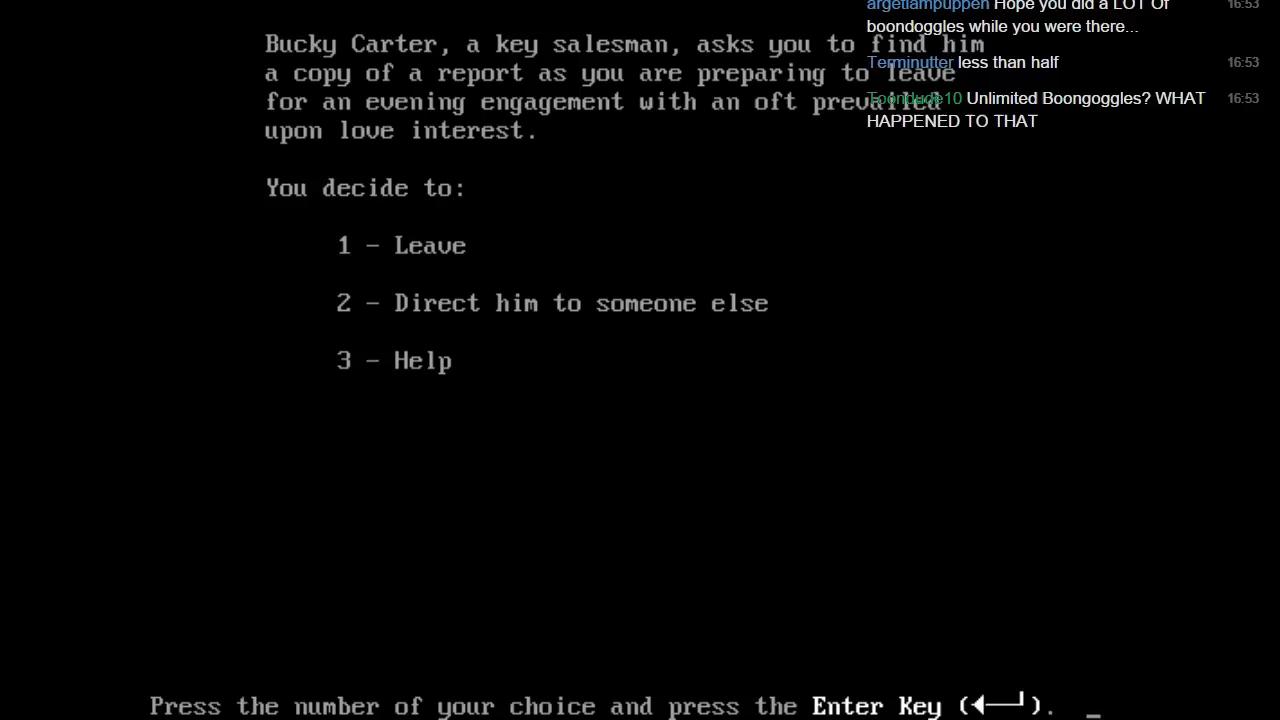 argetlampuppeh Hope you did a LOT Of 16:53
boondoggles while you were there...
Terminutter less than half 16:53
Toondude10 Unlimited Boongoggles? WHAT 16:53
HAPPENED TO THAT
Bucky Carter, a key salesman, asks you to find him
a copy of a report as you are preparing to leave
for an evening engagement with an oft prevailed
upon love interest.
You decide to:
1 - Leave
2 - Direct him to someone else
3 - Help
Press the number of your choice and press the Enter Key (◄─┘). _